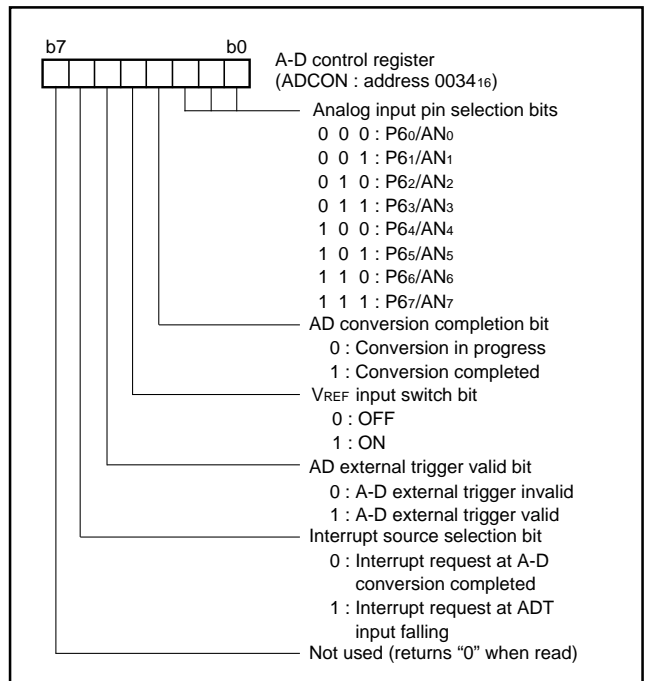 b7 b0
A-D control register
(ADCON : address 0034₁₆)
Analog input pin selection bits
0 0 0 : P6₀/AN₀
0 0 1 : P6₁/AN₁
0 1 0 : P6₂/AN₂
0 1 1 : P6₃/AN₃
1 0 0 : P6₄/AN₄
1 0 1 : P6₅/AN₅
1 1 0 : P6₆/AN₆
1 1 1 : P6₇/AN₇
AD conversion completion bit
0 : Conversion in progress
1 : Conversion completed
VREF input switch bit
0 : OFF
1 : ON
AD external trigger valid bit
0 : A-D external trigger invalid
1 : A-D external trigger valid
Interrupt source selection bit
0 : Interrupt request at A-D
conversion completed
1 : Interrupt request at ADT
input falling
Not used (returns “0” when read)